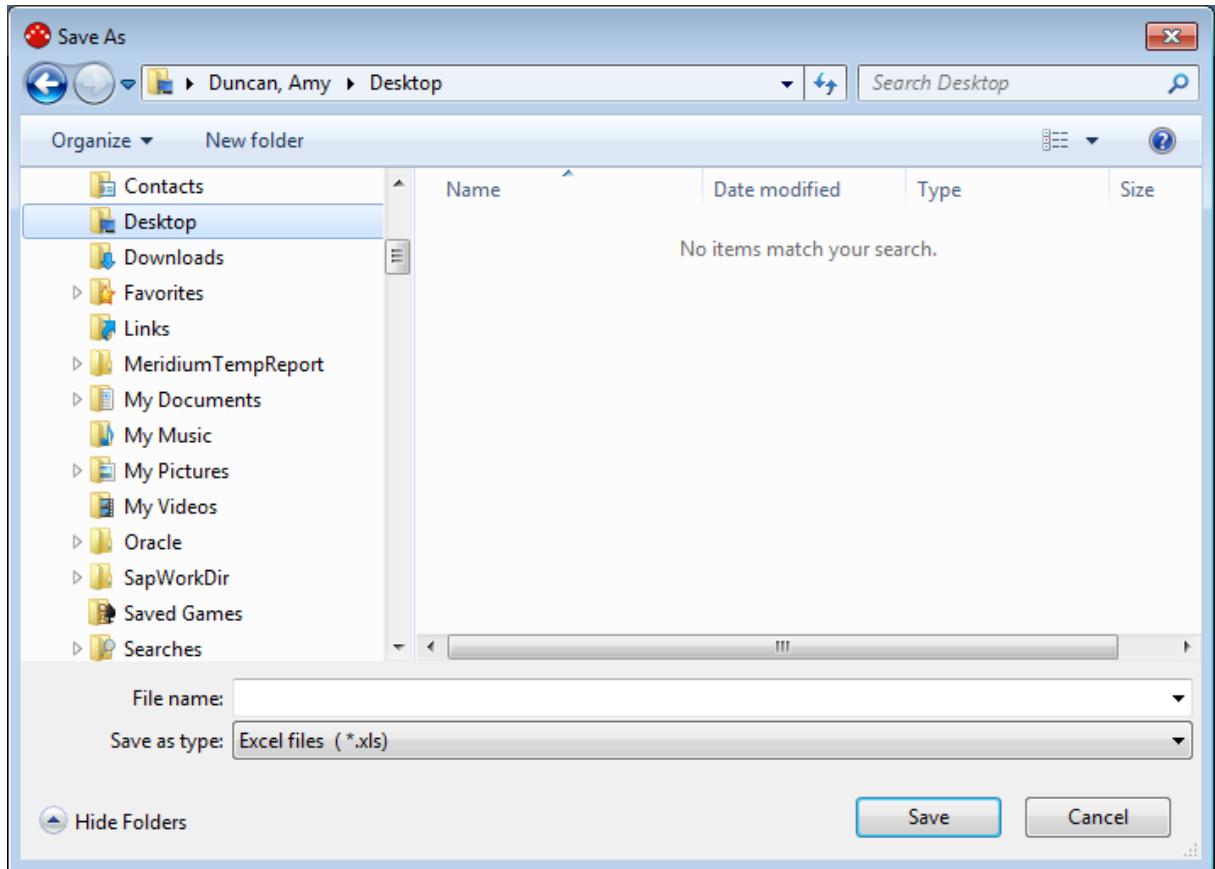 Save As
Duncan, Amy Desktop
Search Desktop
Organize
New folder
Contacts
Desktop
Downloads
Favorites
Links
MeridiumTempReport
My Documents
My Music
My Pictures
My Videos
Oracle
SapWorkDir
Saved Games
Searches
Name Date modified Type Size
No items match your search.
File name:
Save as type: Excel files ( *.xls)
Hide Folders
Save
Cancel